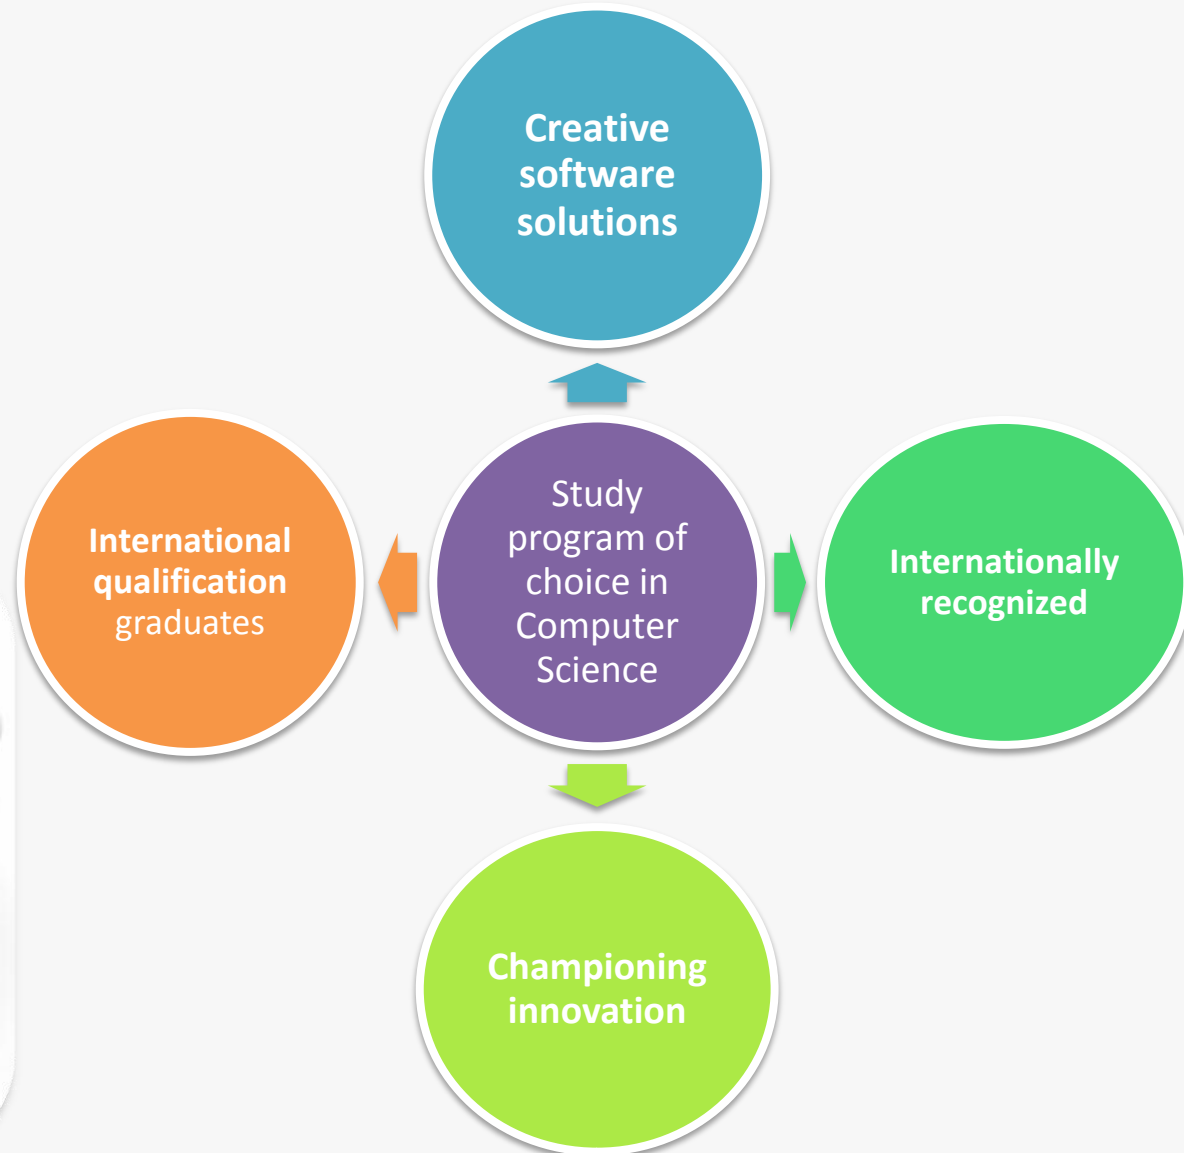 Creative
software
solutions
International
qualification
graduates
Study
program of
choice in
Computer
Science
Internationally
recognized
Championing
innovation